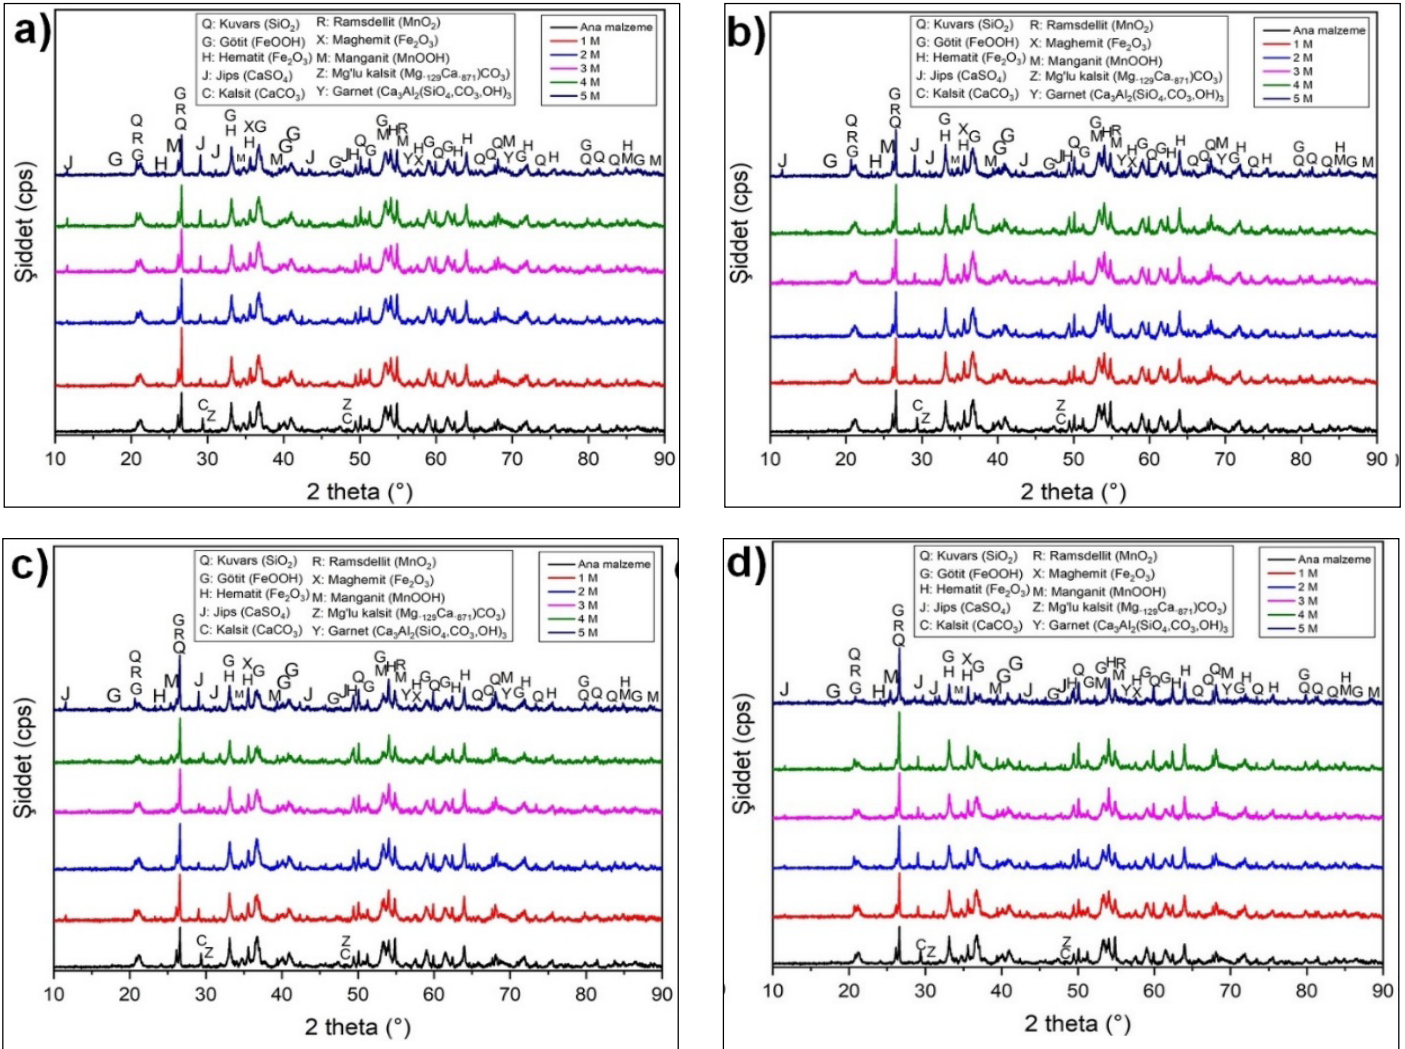 a)
Q: Kuvars (SiO2) R: Ramsdellit (MnO2)
G: Götit (FeOOH) X: Maghemit (Fe2O3)
H: Hematit (Fe2O3) M: Manganit (MnOOH)
J: Jips (CaSO4) Z: Mg'lu kalsit (Mg.129Ca.871)CO3)
C: Kalsit (CaCO3) Y: Garnet (Ca3Al2(SiO4,CO3,OH)3
Ana malzeme
1 M
2 M
3 M
4 M
5 M
Şiddet (cps)
C Z
Z
C
10 20 30 40 50 60 70 80 90
2 theta (°)
b)
Q: Kuvars (SiO2) R: Ramsdellit (MnO2)
G: Götit (FeOOH) X: Maghemit (Fe2O3)
H: Hematit (Fe2O3) M: Manganit (MnOOH)
J: Jips (CaSO4) Z: Mg'lu kalsit (Mg.129Ca.871)CO3)
C: Kalsit (CaCO3) Y: Garnet (Ca3Al2(SiO4,CO3,OH)3
Ana malzeme
1 M
2 M
3 M
4 M
5 M
Şiddet (cps)
C Z
Z
C
10 20 30 40 50 60 70 80 90
2 theta (°)
c)
Q: Kuvars (SiO2) R: Ramsdellit (MnO2)
G: Götit (FeOOH) X: Maghemit (Fe2O3)
H: Hematit (Fe2O3) M: Manganit (MnOOH)
J: Jips (CaSO4) Z: Mg'lu kalsit (Mg.129Ca.871)CO3)
C: Kalsit (CaCO3) Y: Garnet (Ca3Al2(SiO4,CO3,OH)3
Ana malzeme
1 M
2 M
3 M
4 M
5 M
Şiddet (cps)
C Z
Z
C
10 20 30 40 50 60 70 80 90
2 theta (°)
d)
Q: Kuvars (SiO2) R: Ramsdellit (MnO2)
G: Götit (FeOOH) X: Maghemit (Fe2O3)
H: Hematit (Fe2O3) M: Manganit (MnOOH)
J: Jips (CaSO4) Z: Mg'lu kalsit (Mg.129Ca.871)CO3)
C: Kalsit (CaCO3) Y: Garnet (Ca3Al2(SiO4,CO3,OH)3
Ana malzeme
1 M
2 M
3 M
4 M
5 M
Şiddet (cps)
C Z
Z
C
10 20 30 40 50 60 70 80 90
2 theta (°)